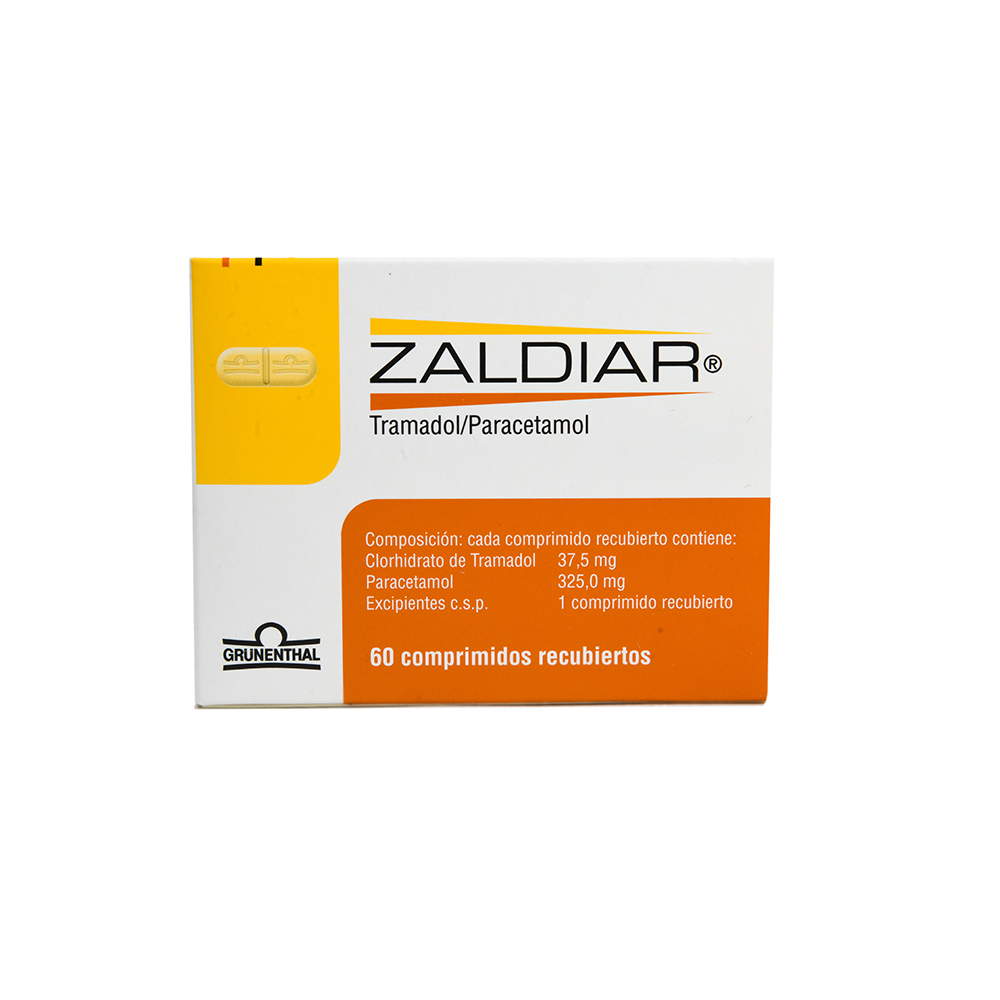 ZALDIAR®
Tramadol/Paracetamol
Composición: cada comprimido recubierto contiene:
Clorhidrato de Tramadol 37,5 mg
Paracetamol 325,0 mg
Excipientes c.s.p. 1 comprimido recubierto
60 comprimidos recubiertos
GRÜNENTHAL